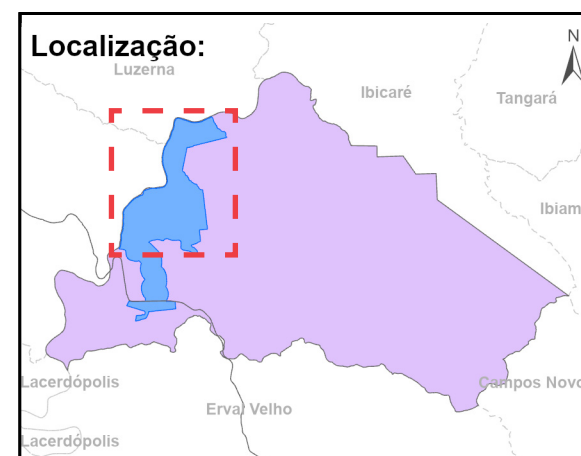 Localização:
N
Luzerna
Ibicaré
Tangará
Ibiam
Lacerdópolis
Campos Novo
Erval Velho
Lacerdópolis